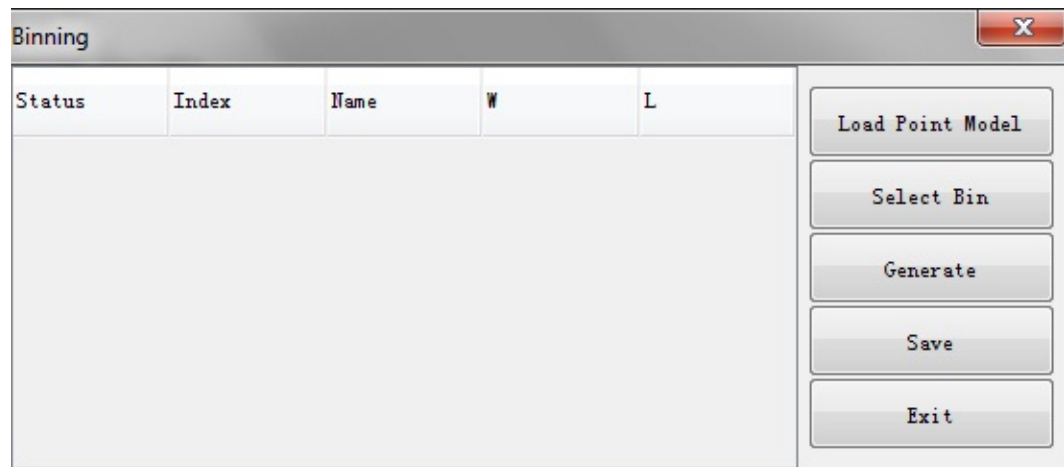 Binning
Status Index Name W L
Load Point Model
Select Bin
Generate
Save
Exit